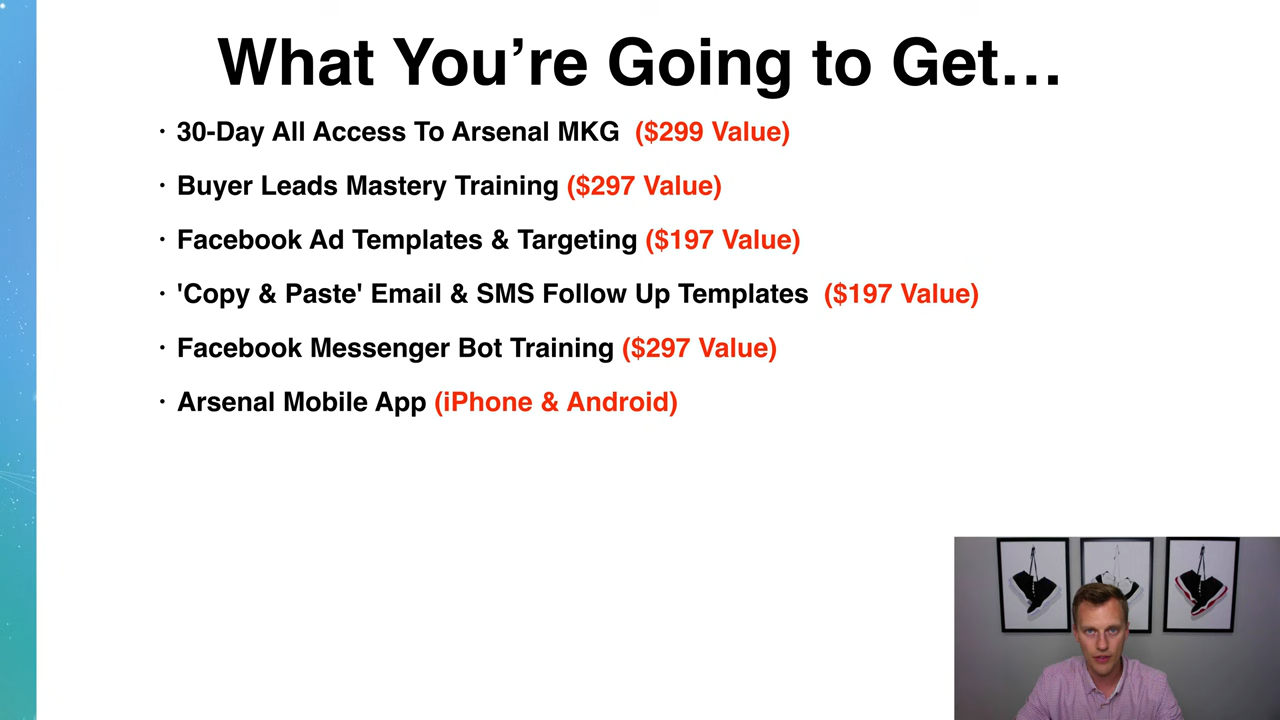 What You’re Going to Get…
· 30-Day All Access To Arsenal MKG ($299 Value)
· Buyer Leads Mastery Training ($297 Value)
· Facebook Ad Templates & Targeting ($197 Value)
· 'Copy & Paste' Email & SMS Follow Up Templates ($197 Value)
· Facebook Messenger Bot Training ($297 Value)
· Arsenal Mobile App (iPhone & Android)